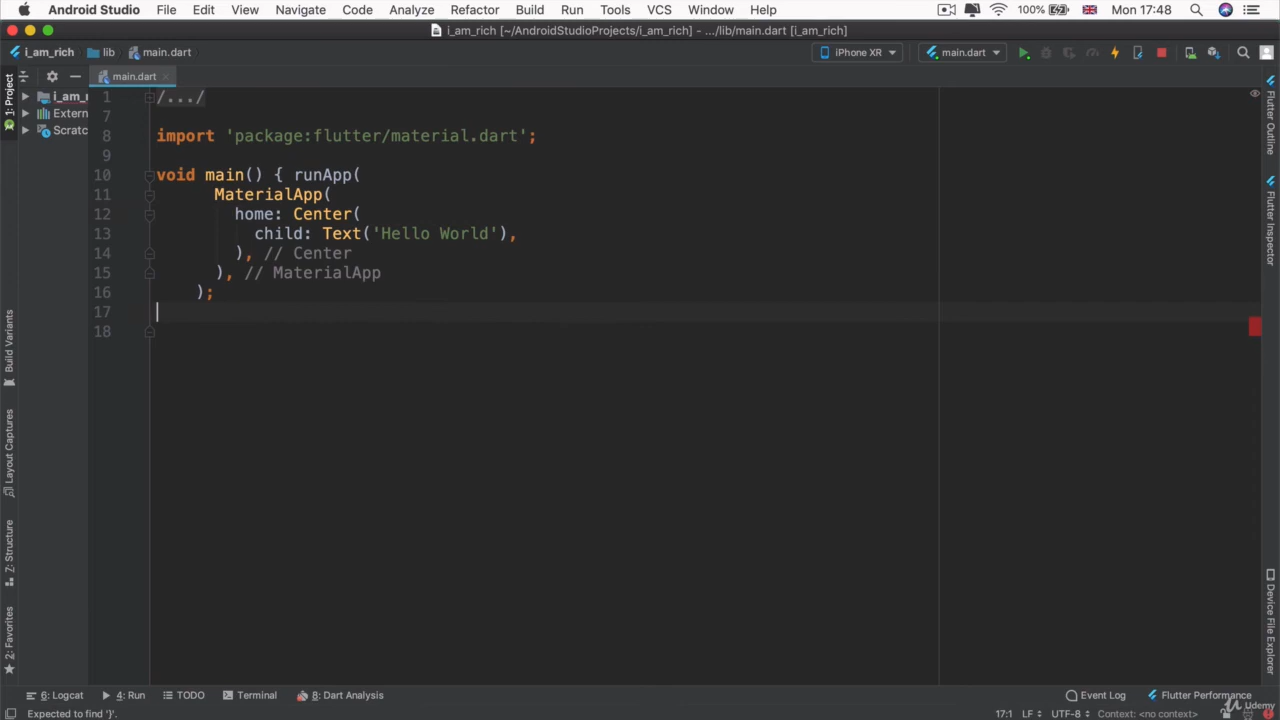 Android Studio File Edit View Navigate Code Analyze Refactor Build Run Tools VCS Window Help 100% Mon 17:48
i_am_rich [~/AndroidStudioProjects/i_am_rich] - .../lib/main.dart [i_am_rich]
i_am_rich lib main.dart iPhone XR main.dart
1: Project
main.dart
i_am_r
Extern
Scratc
1 /.../
7
8 import 'package:flutter/material.dart';
9
10 void main() { runApp(
11 MaterialApp(
12 home: Center(
13 child: Text('Hello World'),
14 ), // Center
15 ), // MaterialApp
16 );
17
18
Build Variants
Layout Captures
Z: Structure
2: Favorites
Flutter Outline
Flutter Inspector
Device File Explorer
6: Logcat 4: Run TODO Terminal 8: Dart Analysis Event Log Flutter Performance
Expected to find '}'. 17:1 LF UTF-8 Context: <no context>
Udemy